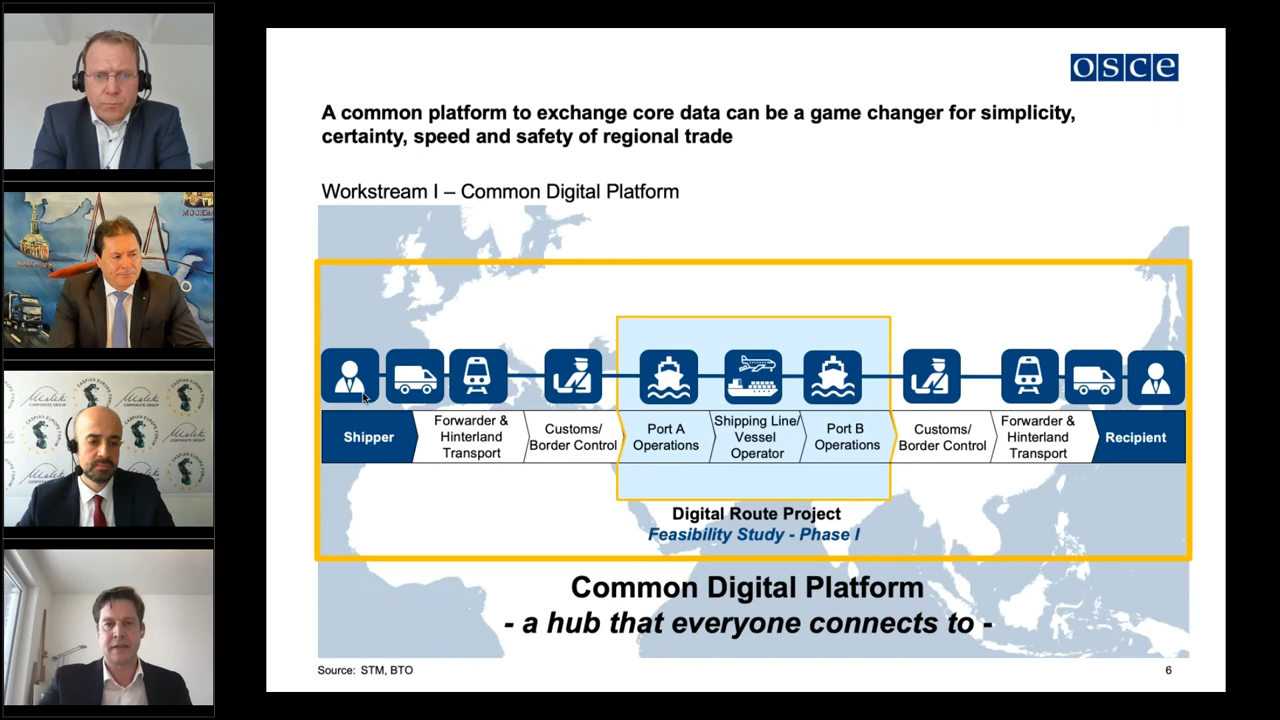 osce
A common platform to exchange core data can be a game changer for simplicity,
certainty, speed and safety of regional trade
Workstream I – Common Digital Platform
Shipper
Forwarder &
Hinterland
Transport
Customs/
Border Control
Port A
Operations
Shipping Line/
Vessel
Operator
Port B
Operations
Customs/
Border Control
Forwarder &
Hinterland
Transport
Recipient
Digital Route Project
Feasibility Study - Phase I
Common Digital Platform
- a hub that everyone connects to -
Source: STM, BTO
6
МОСКВА